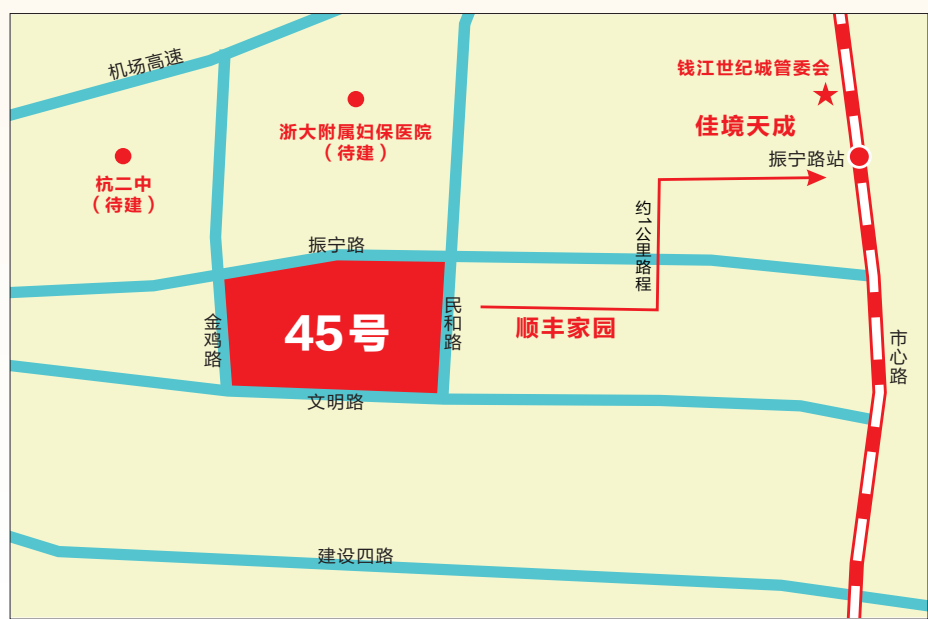 机场高速
钱江世纪城管委会
浙大附属妇保医院
（待建）
佳境天成
振宁路站
杭二中
（待建）
约1公里路程
振宁路
金鸡路
45号
民和路
顺丰家园
市心路
文明路
建设四路